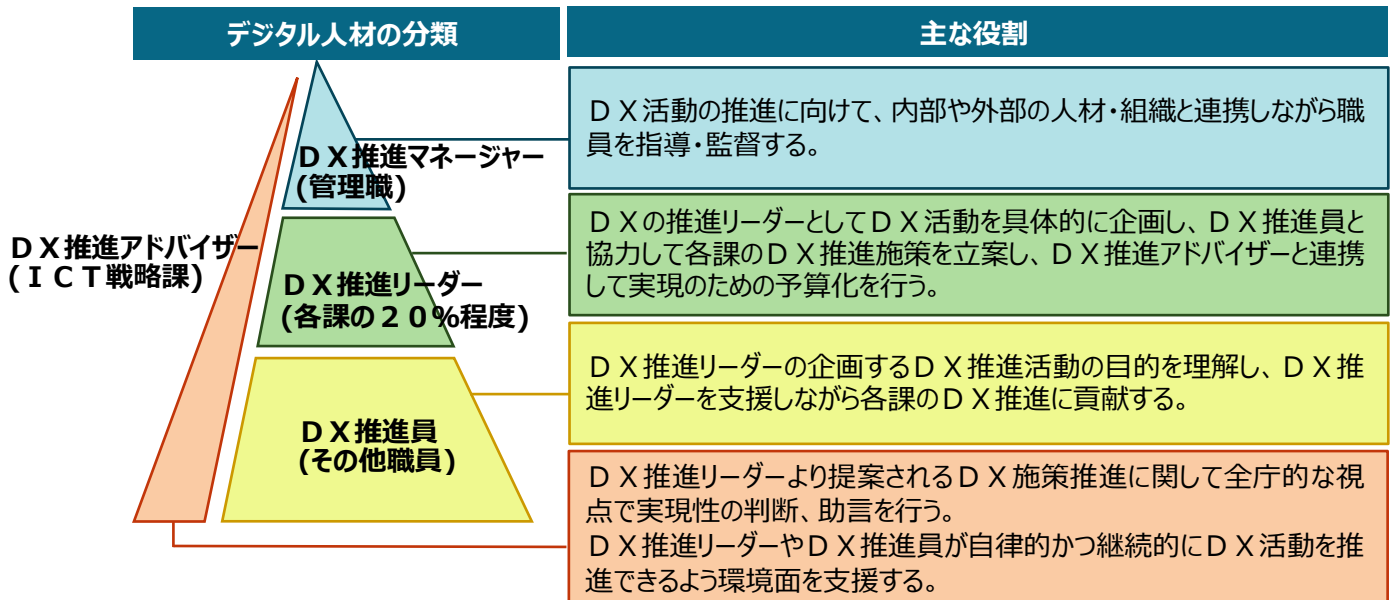 デジタル人材の分類
主な役割
ＤＸ推進マネージャー
(管理職)
ＤＸ活動の推進に向けて、内部や外部の人材・組織と連携しながら職
員を指導・監督する。
ＤＸ推進アドバイザー
(ＩＣＴ戦略課)
ＤＸ推進リーダー
(各課の２０％程度)
ＤＸの推進リーダーとしてＤＸ活動を具体的に企画し、ＤＸ推進員と
協力して各課のＤＸ推進施策を立案し、ＤＸ推進アドバイザーと連携
して実現のための予算化を行う。
ＤＸ推進員
(その他職員)
ＤＸ推進リーダーの企画するＤＸ推進活動の目的を理解し、ＤＸ推
進リーダーを支援しながら各課のＤＸ推進に貢献する。
ＤＸ推進リーダーより提案されるＤＸ施策推進に関して全庁的な視
点で実現性の判断、助言を行う。
ＤＸ推進リーダーやＤＸ推進員が自律的かつ継続的にＤＸ活動を推
進できるよう環境面を支援する。